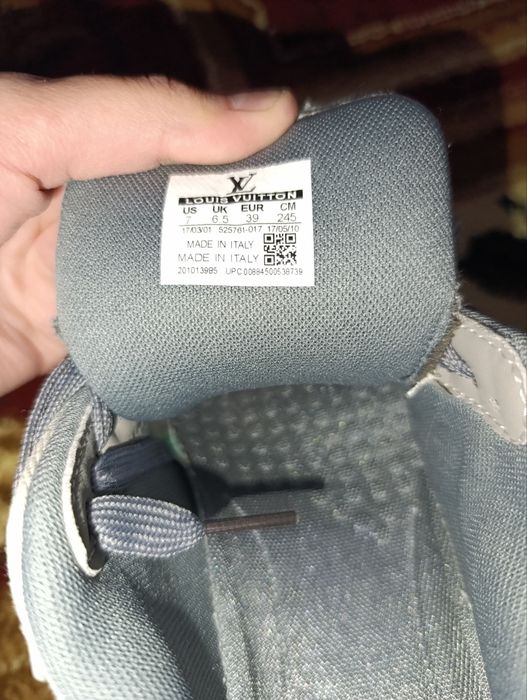 LV
LOUIS VUITTON
US UK EUR CM
7 6.5 39 245
17/03/01 525761-017 17/05/10
MADE IN ITALY
MADE IN ITALY
201013995 UPC:00884500538739